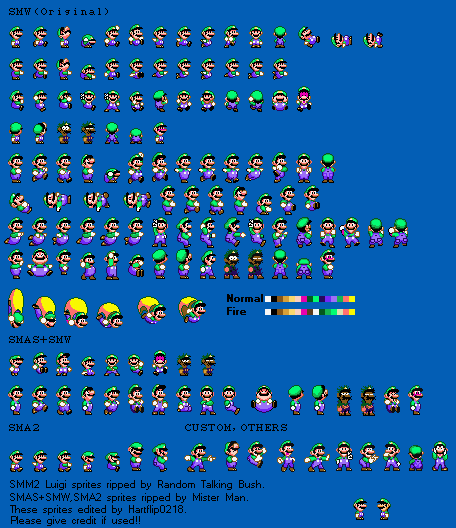 SMW(Original)
Normal
Fire
SMAS+SMW
SMA2
CUSTOM,OTHERS
SMM2 Luigi sprites ripped by Random Talking Bush.
SMAS+SMW,SMA2 sprites ripped by Mister Man.
These sprites edited by Hartflip0218.
Please give credit if used!!